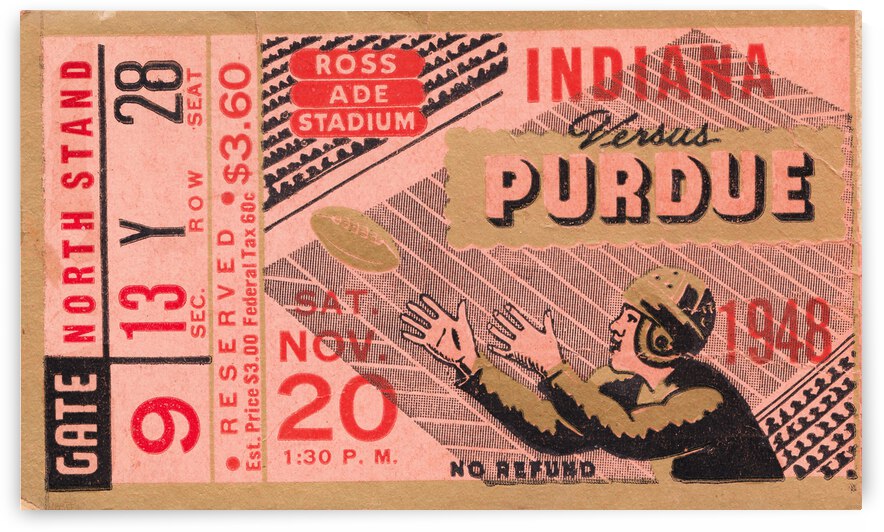 GATE NORTH STAND
9 13 Y 28
SEC. ROW SEAT
• RESERVED • $3.60
Est. Price $3.00 Federal Tax 60c
ROSS
ADE
STADIUM
INDIANA
Versus
PURDUE
SAT.
NOV.
20
1:30 P. M.
1948
NO REFUND